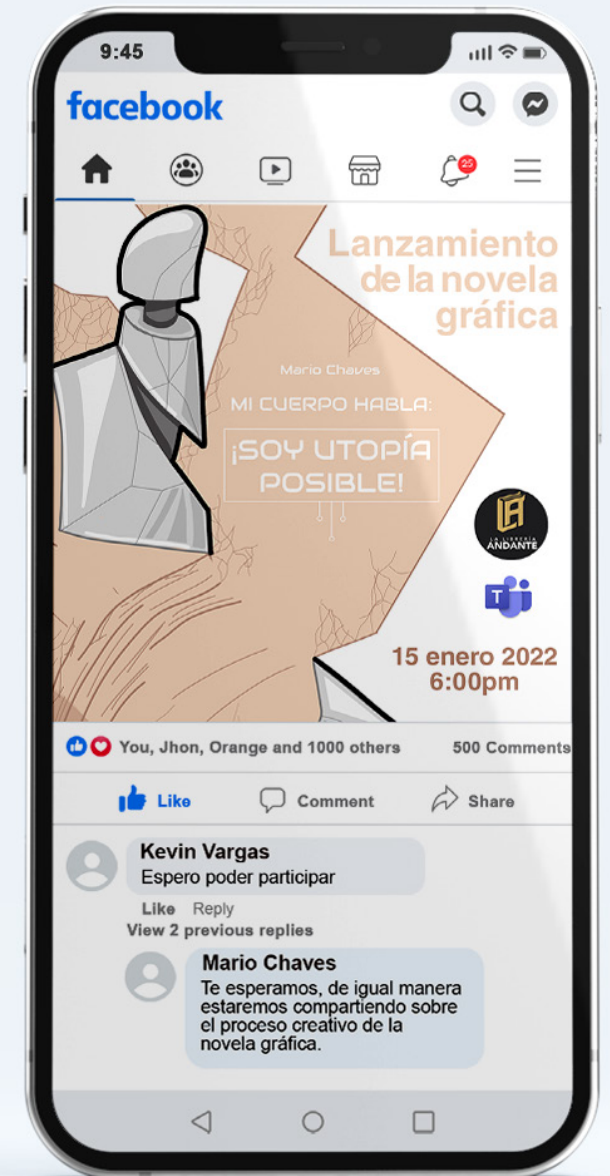 9:45
facebook
25
Lanzamiento
de la novela
gráfica
Mario Chaves
MI CUERPO HABLA:
¡SOY UTOPÍA
POSIBLE!
LA LIBRERÍA
ANDANTE
T
15 enero 2022
6:00pm
You, Jhon, Orange and 1000 others 500 Comments
Like Comment Share
Kevin Vargas
Espero poder participar
Like Reply
View 2 previous replies
Mario Chaves
Te esperamos, de igual manera
estaremos compartiendo sobre
el proceso creativo de la
novela gráfica.